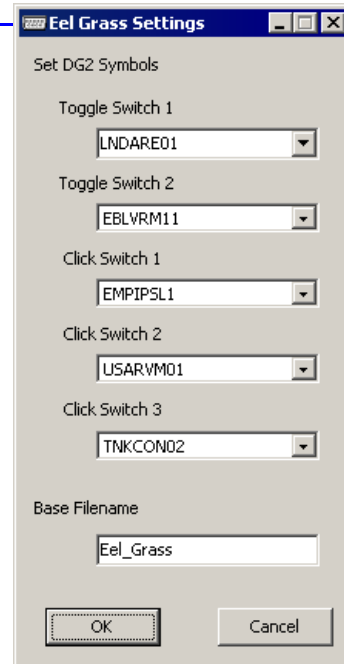 Eel Grass Settings
Set DG2 Symbols
Toggle Switch 1
LNDARE01
Toggle Switch 2
EBLVRM11
Click Switch 1
EMPIPSL1
Click Switch 2
USARVM01
Click Switch 3
TNKCON02
Base Filename
Eel_Grass
OK Cancel